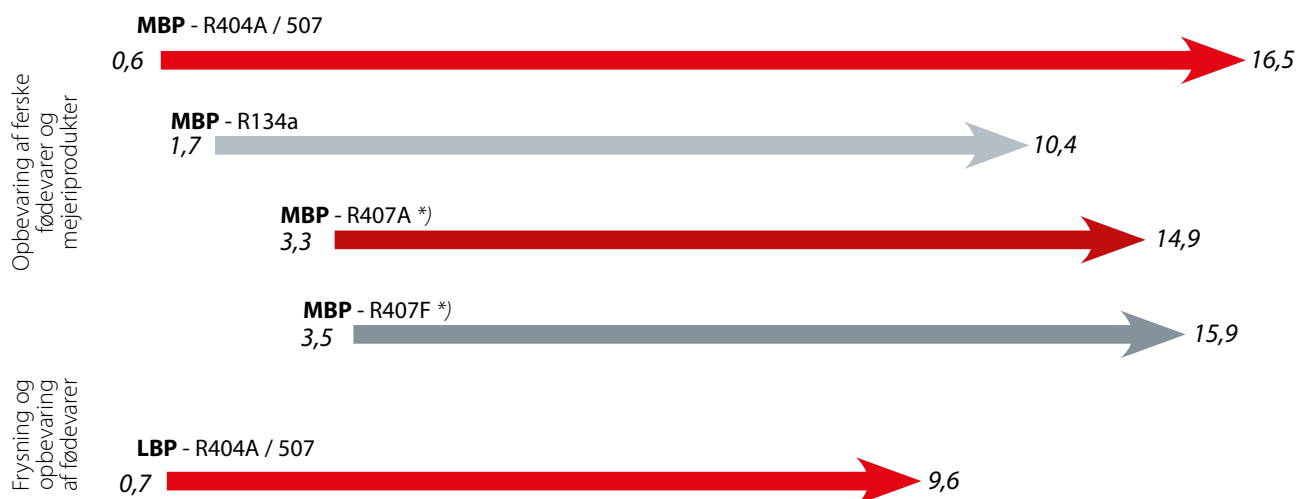 Opbevaring af ferske
fødevarer og
mejeriprodukter
MBP - R404A / 507
0,6
16,5
MBP - R134a
1,7
10,4
MBP - R407A *)
3,3
14,9
MBP - R407F *)
3,5
15,9
Frysning og
opbevaring
af fødevarer
LBP - R404A / 507
0,7
9,6